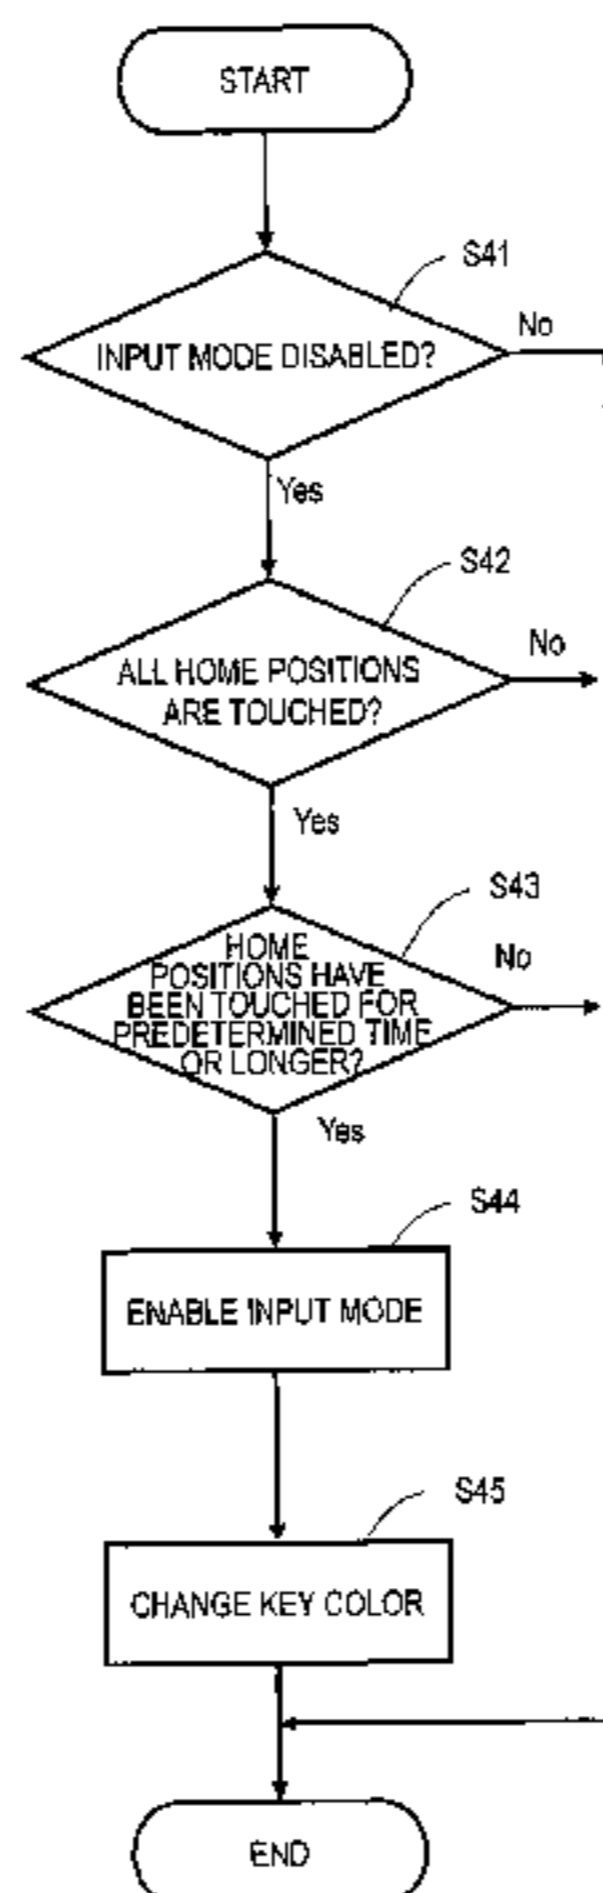 START
S41
No
INPUT MODE DISABLED?
Yes
S42
No
ALL HOME POSITIONS
ARE TOUCHED?
Yes
S43
No
HOME
POSITIONS HAVE
BEEN TOUCHED FOR
PREDETERMINED TIME
OR LONGER?
Yes
S44
ENABLE INPUT MODE
S45
CHANGE KEY COLOR
END